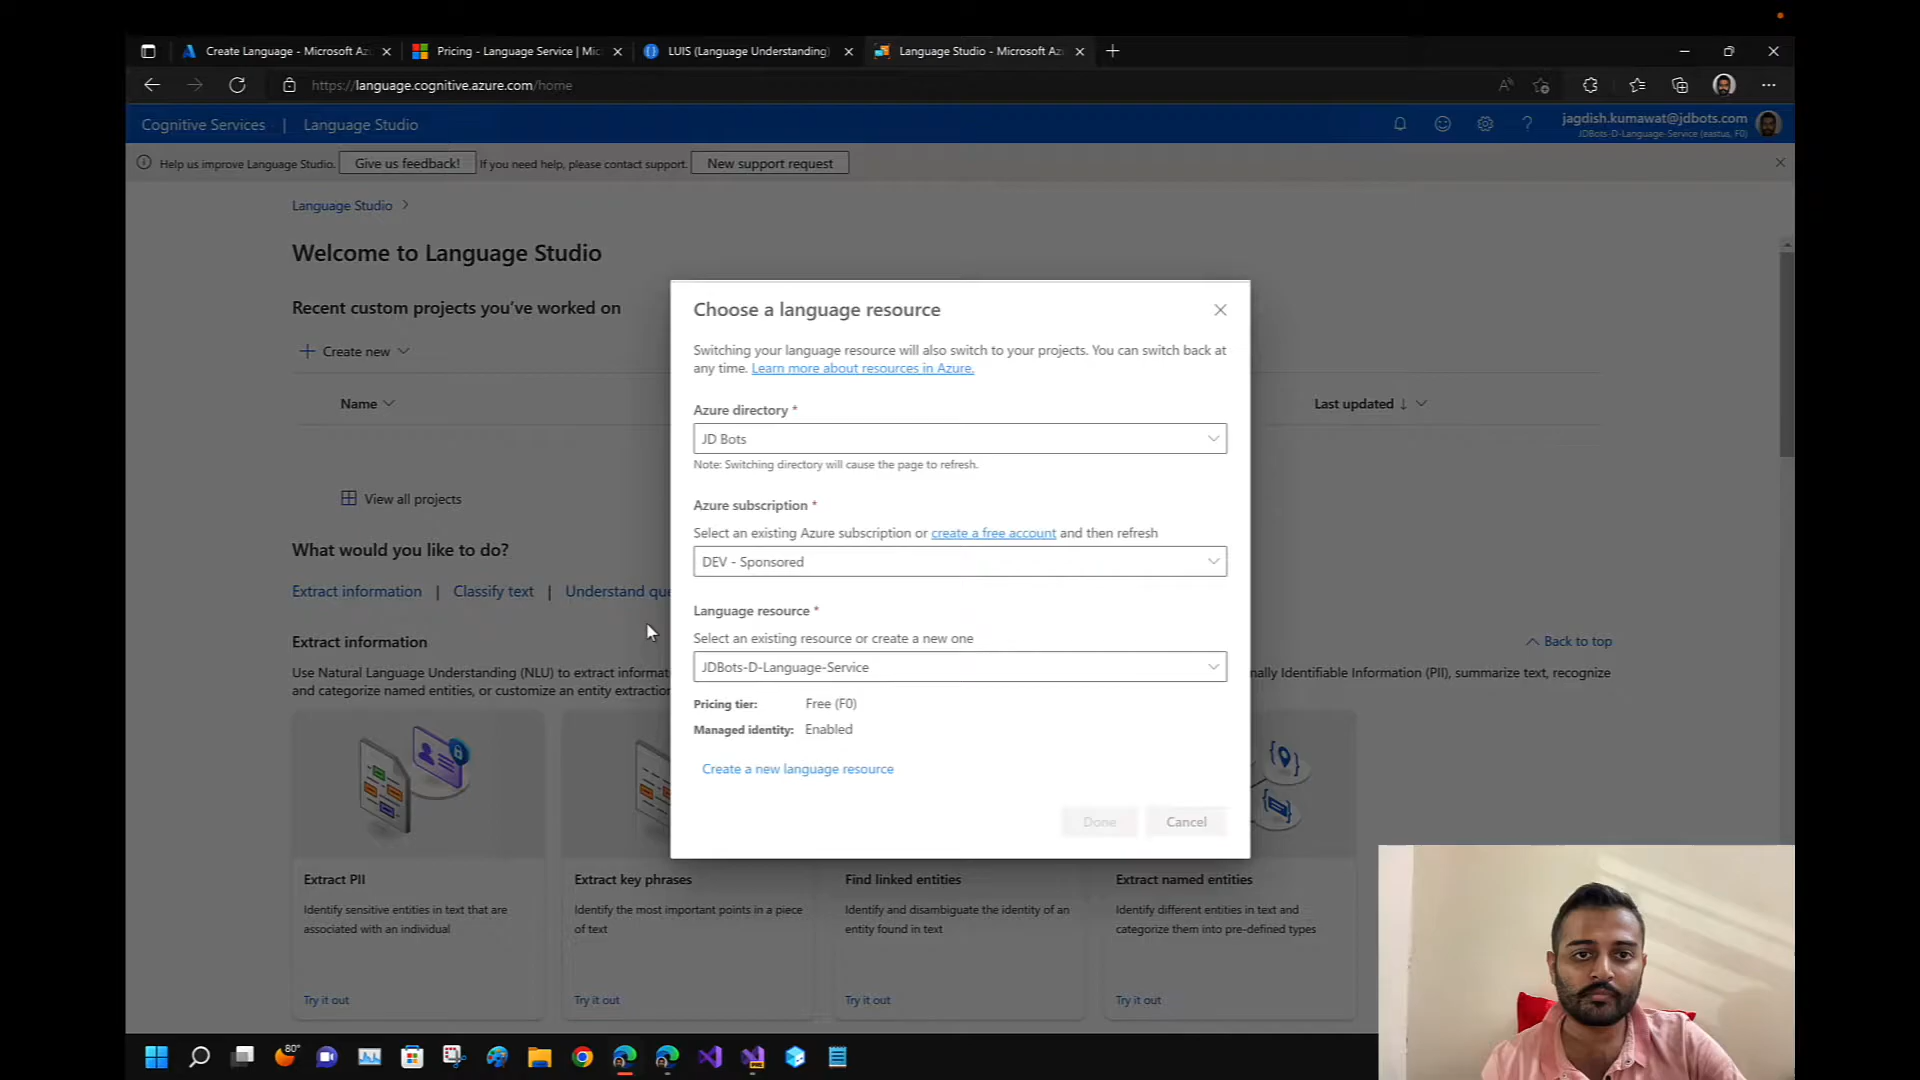 Create Language - Microsoft Az
Pricing - Language Service | Mic
LUIS (Language Understanding)
Language Studio - Microsoft Az
https://language.cognitive.azure.com/home
Cognitive Services | Language Studio
jagdish.kumawat@jdbots.com
JDBots-D-Language-Service (eastus, F0)
Help us improve Language Studio. Give us feedback! If you need help, please contact support. New support request
Language Studio
Welcome to Language Studio
Recent custom projects you've worked on
Create new
Name
Last updated
View all projects
What would you like to do?
Extract information | Classify text | Understand que
Extract information
Back to top
Use Natural Language Understanding (NLU) to extract informa
nally Identifiable Information (PII), summarize text, recognize
and categorize named entities, or customize an entity extraction
Choose a language resource
Switching your language resource will also switch to your projects. You can switch back at
any time. Learn more about resources in Azure.
Azure directory *
JD Bots
Note: Switching directory will cause the page to refresh.
Azure subscription *
Select an existing Azure subscription or create a free account and then refresh
DEV - Sponsored
Language resource *
Select an existing resource or create a new one
JDBots-D-Language-Service
Pricing tier: Free (F0)
Managed identity: Enabled
Create a new language resource
Done
Cancel
Extract PII
Identify sensitive entities in text that are
associated with an individual
Try it out
Extract key phrases
Identify the most important points in a piece
of text
Try it out
Find linked entities
Identify and disambiguate the identity of an
entity found in text
Try it out
Extract named entities
Identify different entities in text and
categorize them into pre-defined types
Try it out
80°